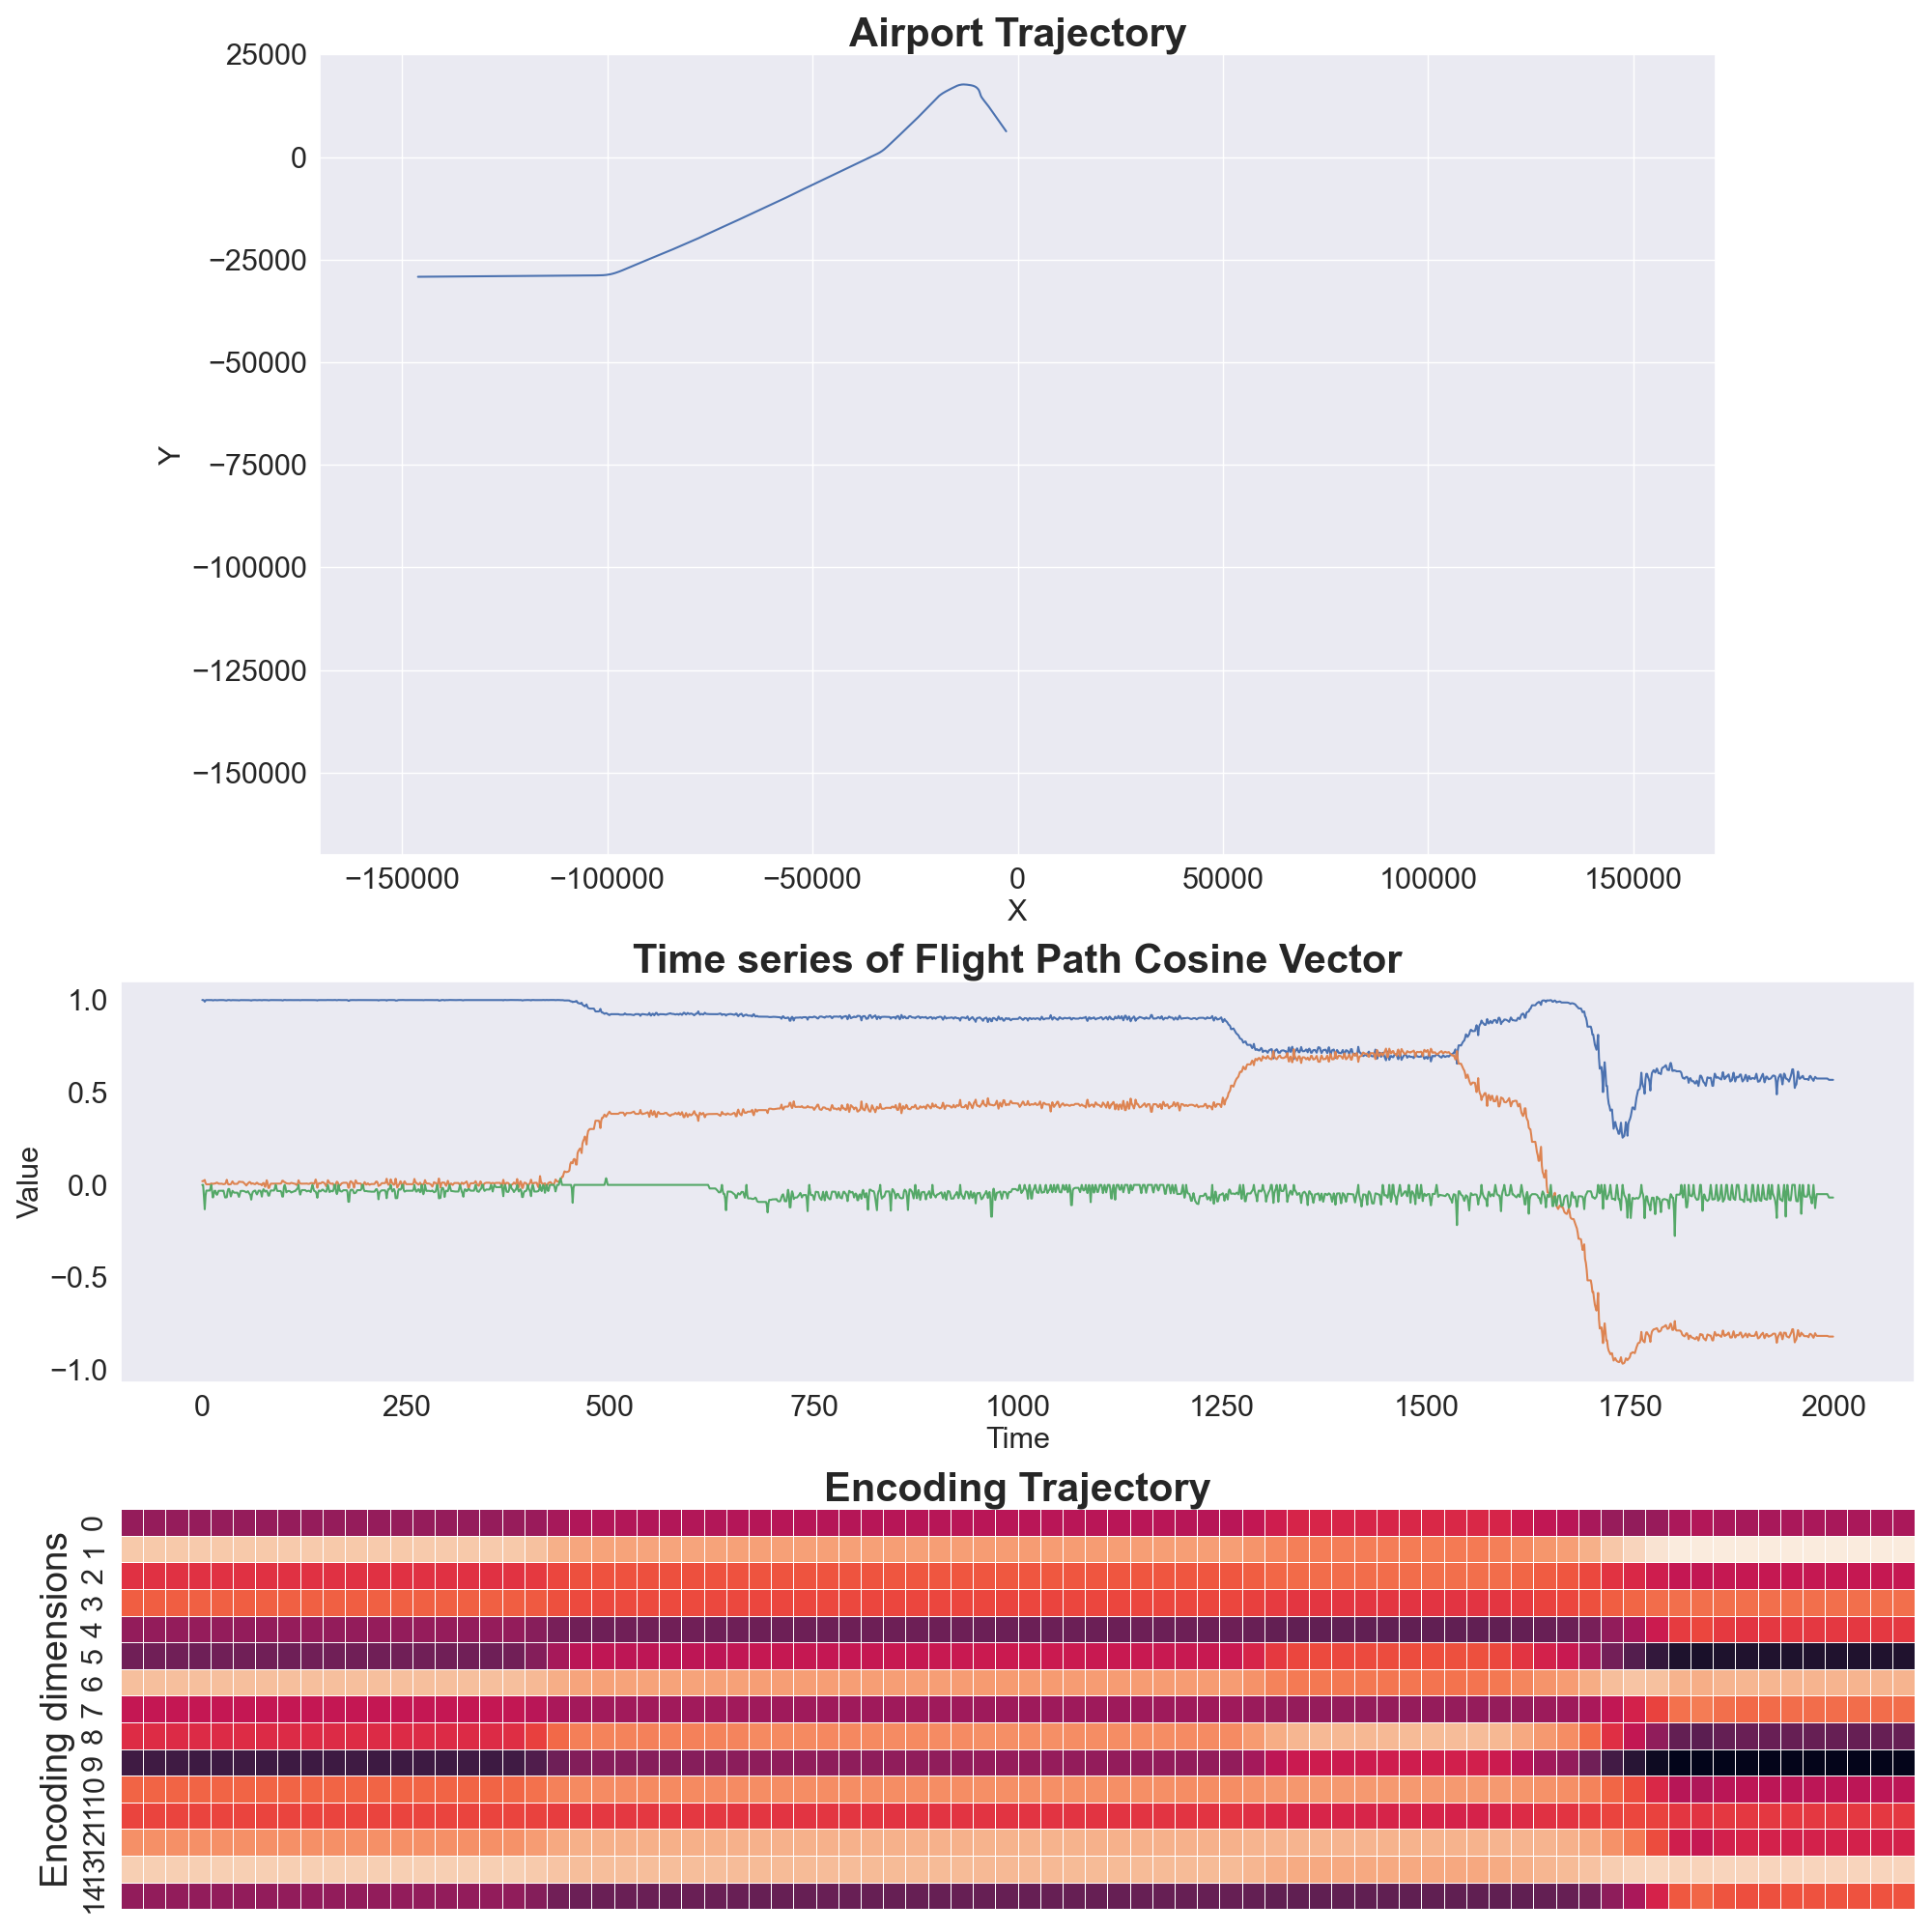 Airport Trajectory
25000
0
−25000
−50000
−75000
−100000
−125000
−150000
Y
−150000 −100000 −50000 0 50000 100000 150000
X
Time series of Flight Path Cosine Vector
1.0
0.5
0.0
−0.5
−1.0
Value
0 250 500 750 1000 1250 1500 1750 2000
Time
Encoding Trajectory
Encoding dimensions
0
1
2
3
4
5
6
7
8
9
10
11
12
13
14